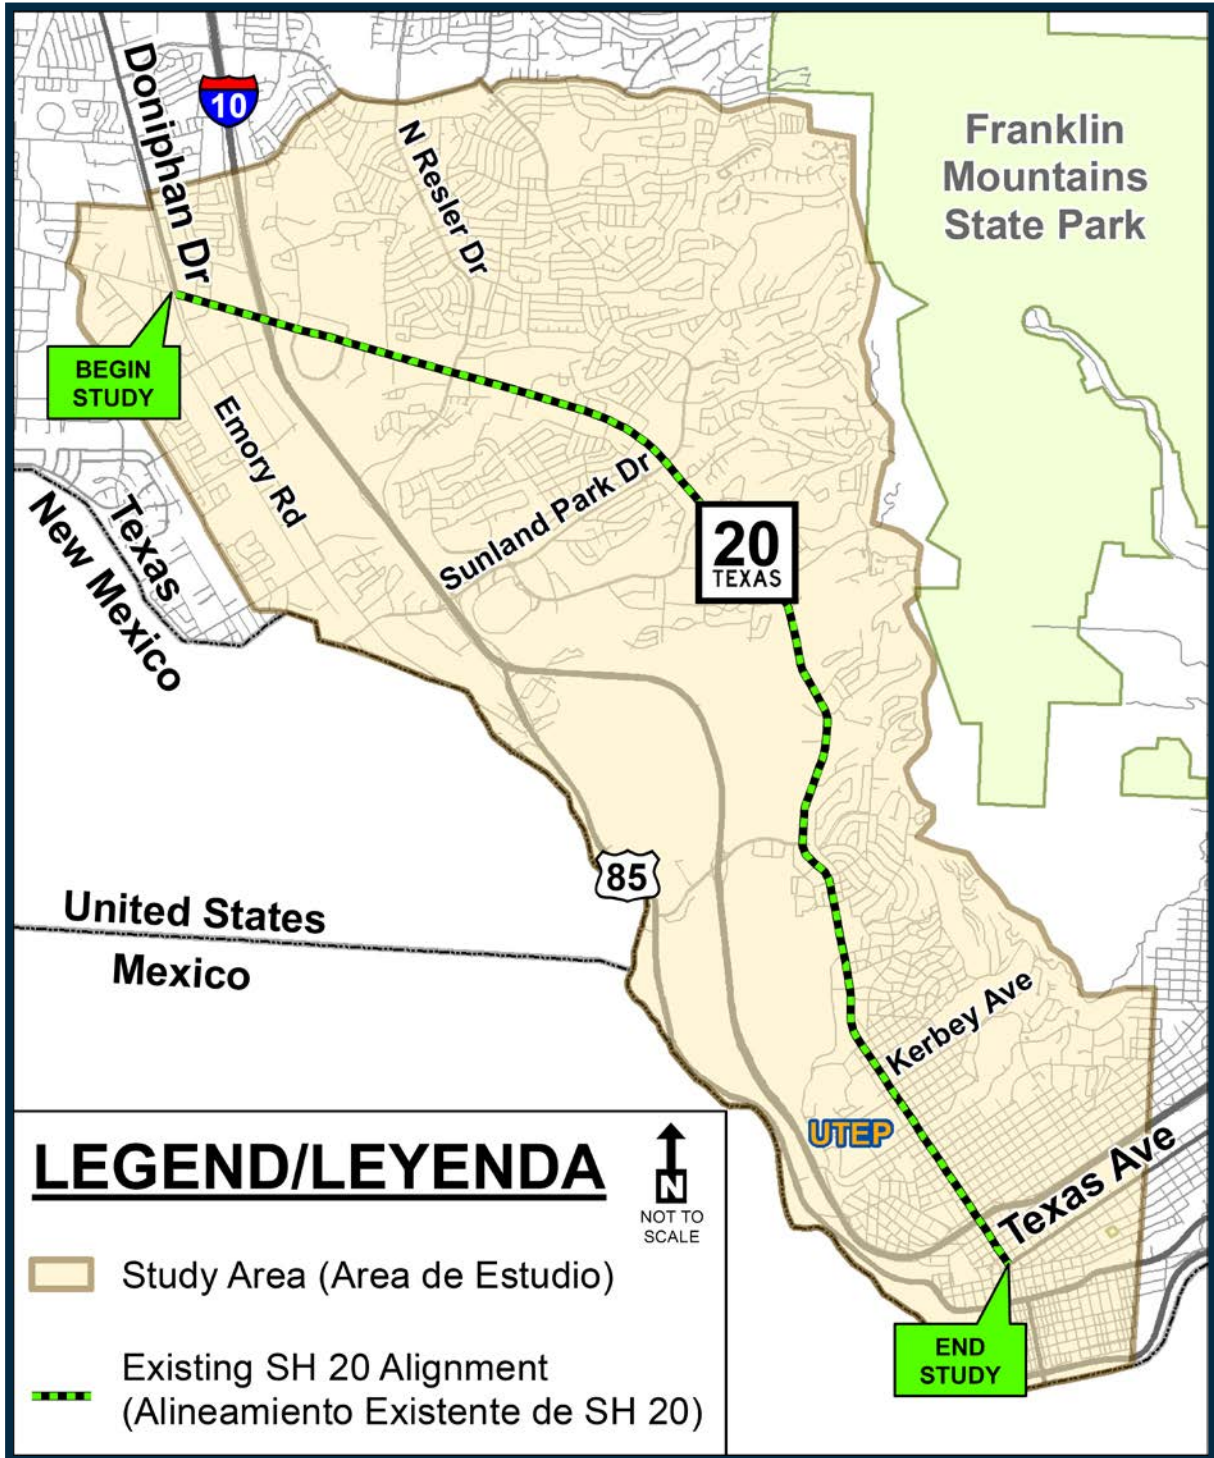 Doniphan Dr
10
N Resler Dr
Franklin
Mountains
State Park
BEGIN
STUDY
Emory Rd
Sunland Park Dr
20
TEXAS
Texas
New Mexico
85
United States
Mexico
Kerbey Ave
UTEP
Texas Ave
END
STUDY
LEGEND/LEYENDA
N
NOT TO
SCALE
Study Area (Area de Estudio)
Existing SH 20 Alignment
(Alineamiento Existente de SH 20)